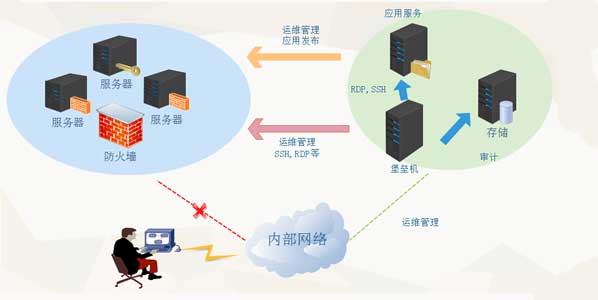 应用服务
运维管理
应用发布
服务器
RDP, SSH
服务器
服务器
存储
运维管理
SSH, RDP等
防火墙
堡垒机
审计
运维管理
内部网络